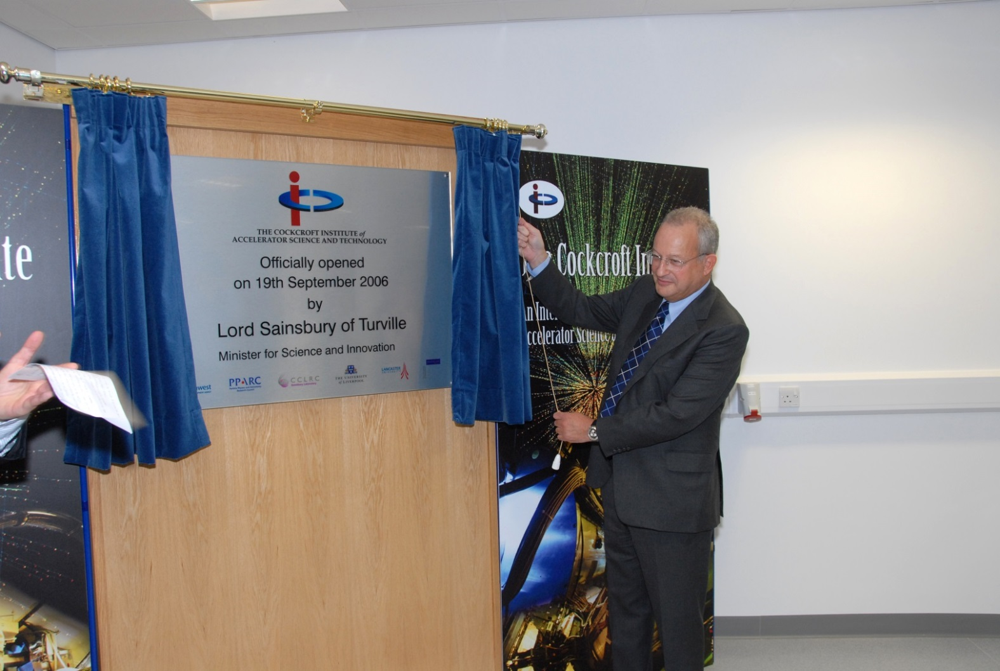 te
THE COCKCROFT INSTITUTE of
ACCELERATOR SCIENCE AND TECHNOLOGY
Officially opened
on 19th September 2006
by
Lord Sainsbury of Turville
Minister for Science and Innovation
west
PPARC
CCLRC
THE UNIVERSITY
of LIVERPOOL
LANCASTER
UNIVERSITY
Cockcroft In
n Inter
ccelerator Science